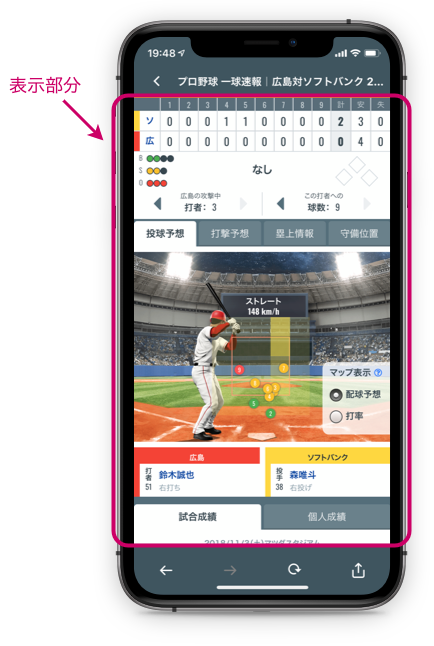 表示部分
19:48
プロ野球 一球速報｜広島対ソフトバンク 2...
1 2 3 4 5 6 7 8 9 計 安 失
ソ 0 0 0 1 1 0 0 0 0 2 3 0
広 0 0 0 0 0 0 0 0 0 0 4 0
B
S
O
なし
広島の攻撃中
打者: 3
この打者への
球数: 9
投球予想 打撃予想 塁上情報 守備位置
ストレート
148 km/h
マップ表示 ?
配球予想
打率
広島 ソフトバンク
打者 51 鈴木誠也 右打ち
投手 38 森唯斗 右投げ
試合成績 個人成績
2018/11/3(土)マツダスタジアム